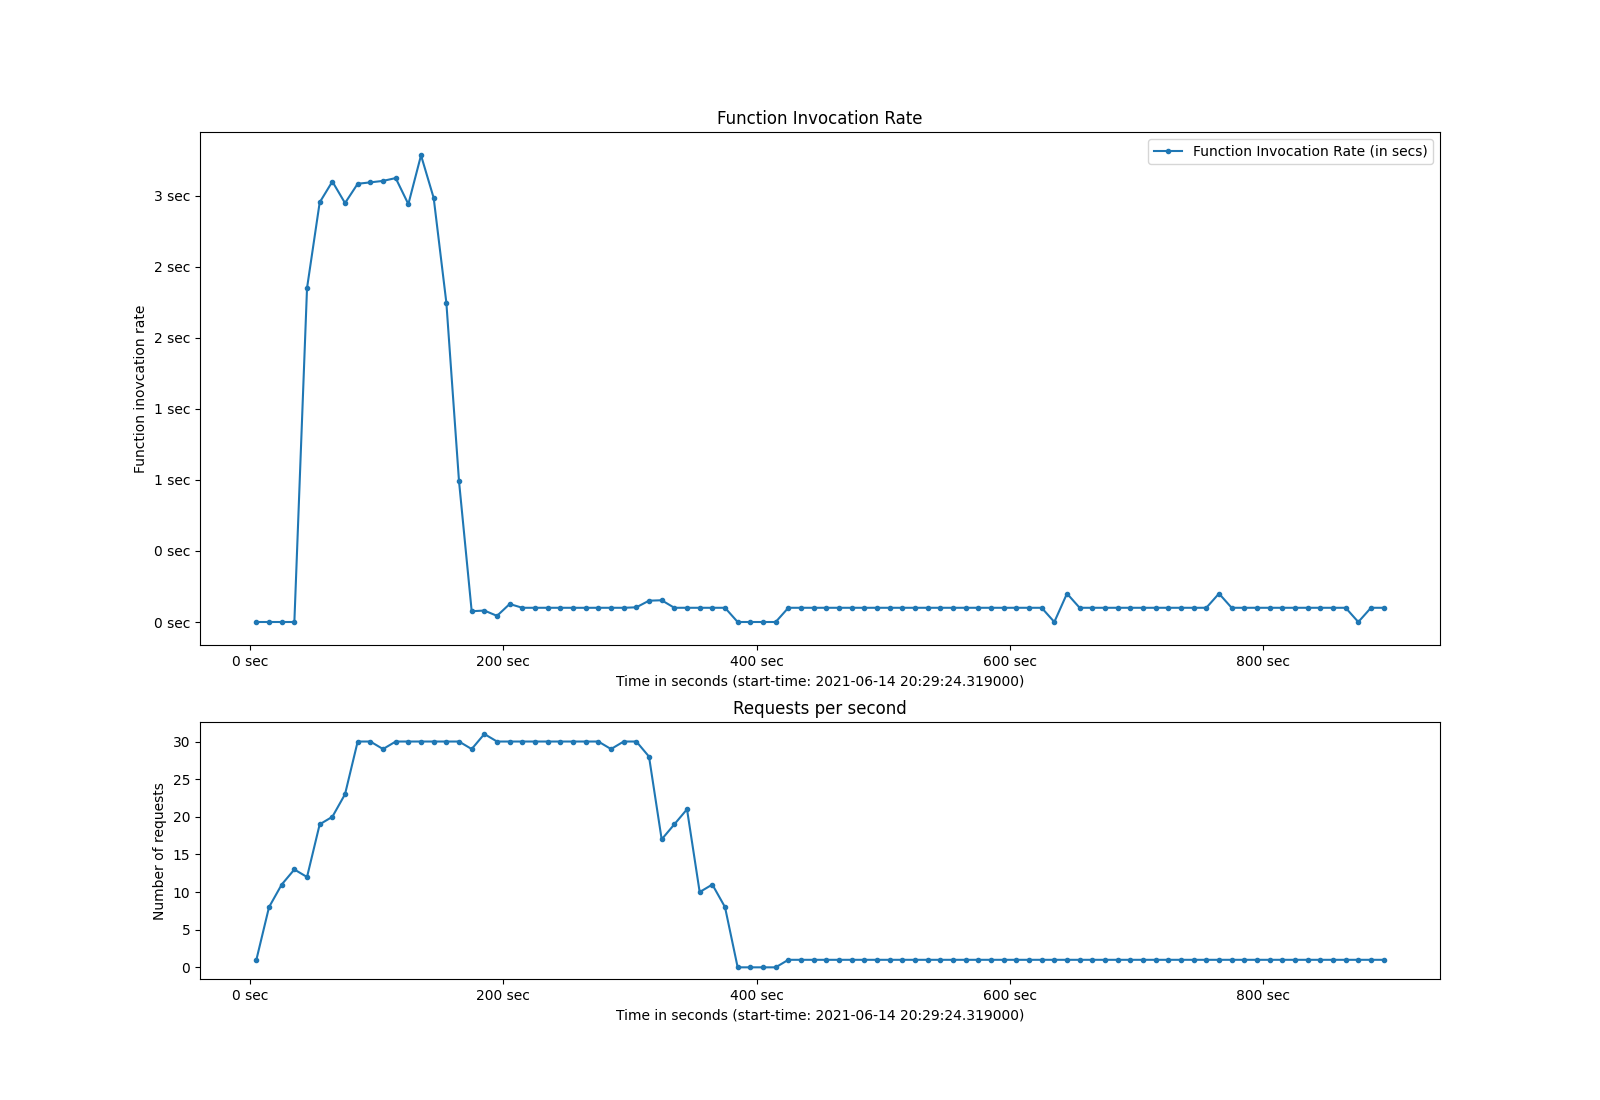 Function Invocation Rate
Function Invocation Rate (in secs)
3 sec
2 sec
2 sec
1 sec
1 sec
0 sec
0 sec
Function inovcation rate
0 sec 200 sec 400 sec 600 sec 800 sec
Time in seconds (start-time: 2021-06-14 20:29:24.319000)
Requests per second
30
25
20
15
10
5
0
Number of requests
0 sec 200 sec 400 sec 600 sec 800 sec
Time in seconds (start-time: 2021-06-14 20:29:24.319000)